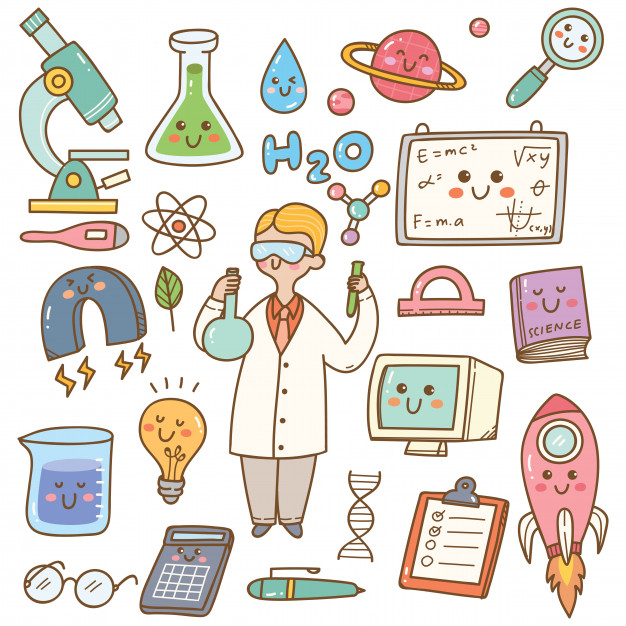 H2O
E=mc²
√xy
α=
F=m.a
(x,y)
SCIENCE